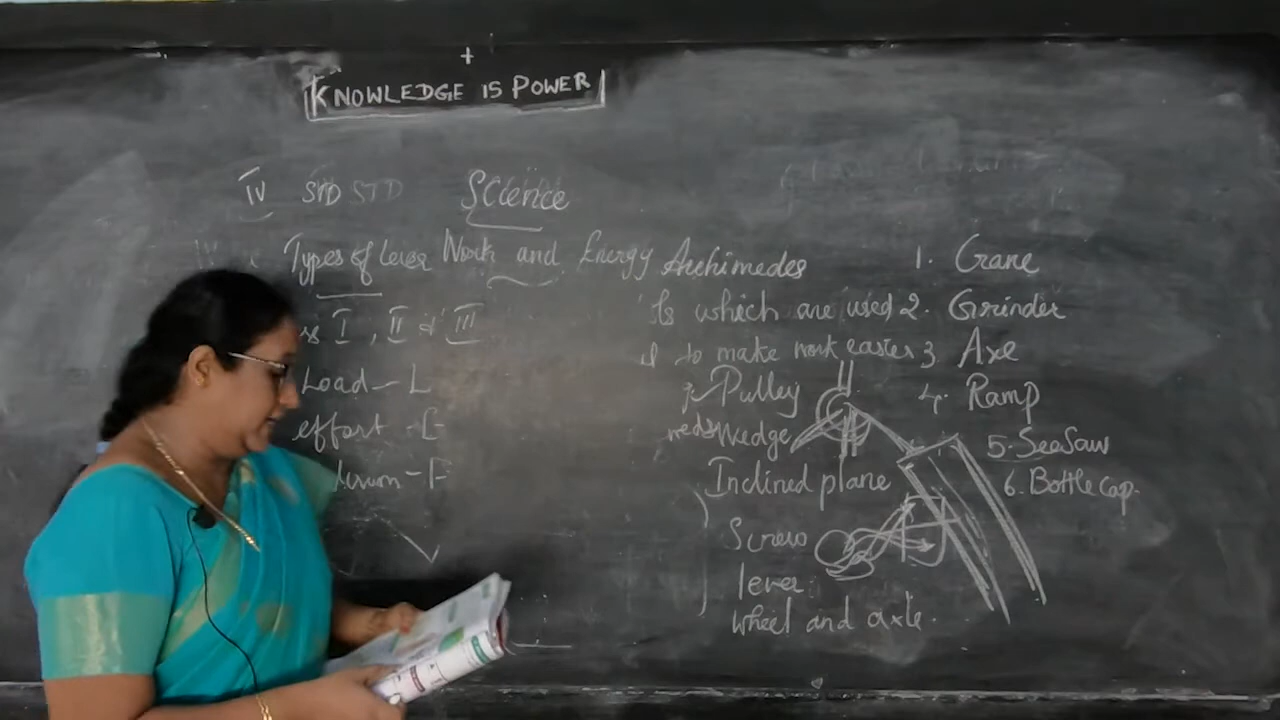 KNOWLEDGE IS POWER
IV STD STD Science
Types of lever Work and Energy Archimedes
I, II & III
Load - L
effort - E
- F
which are used
to make work easier
Pulley
Wedge
Inclined plane
Screw
lever
Wheel and axle.
1. Crane
2. Grinder
3 Axe
4. Ramp
5. SeeSaw
6. Bottle cap.